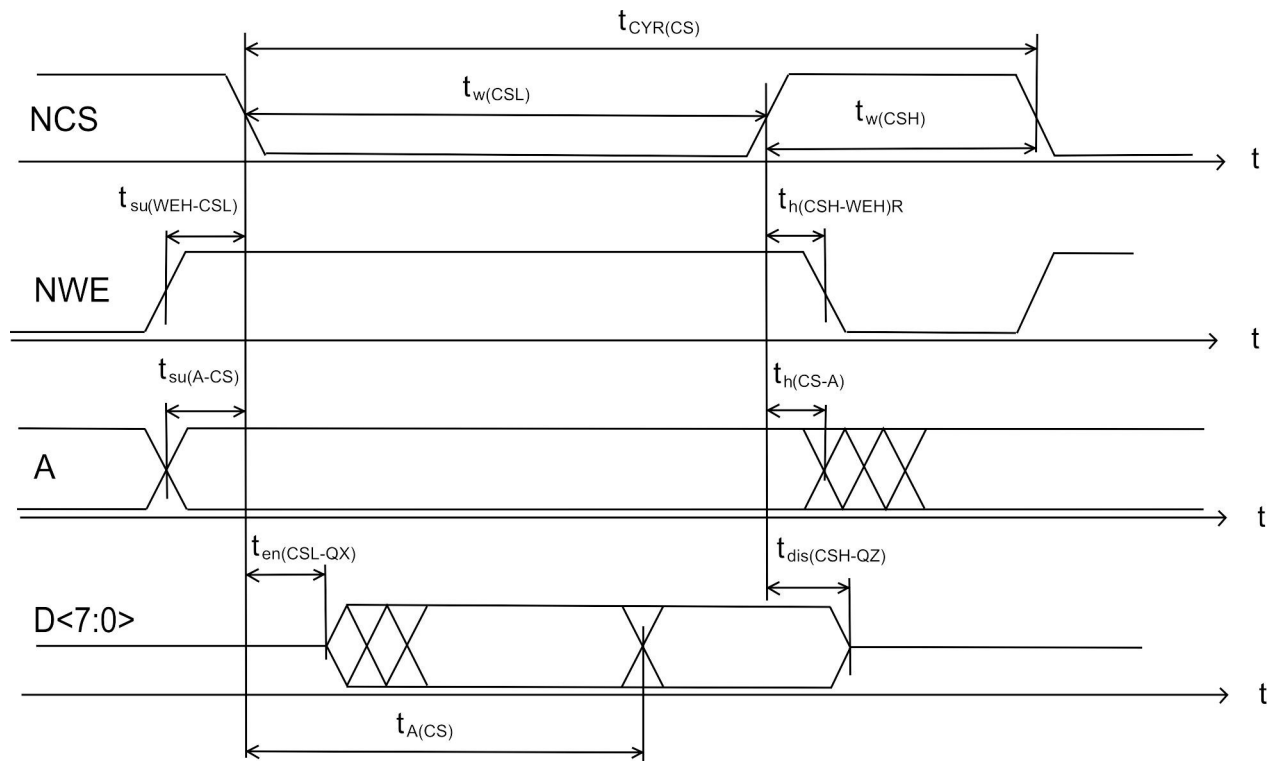 tCYR(CS)
tw(CSL)
NCS
tw(CSH)
t
tsu(WEH-CSL)
th(CSH-WEH)R
NWE
t
tsu(A-CS)
th(CS-A)
A
t
ten(CSL-QX)
tdis(CSH-QZ)
D<7:0>
t
tA(CS)